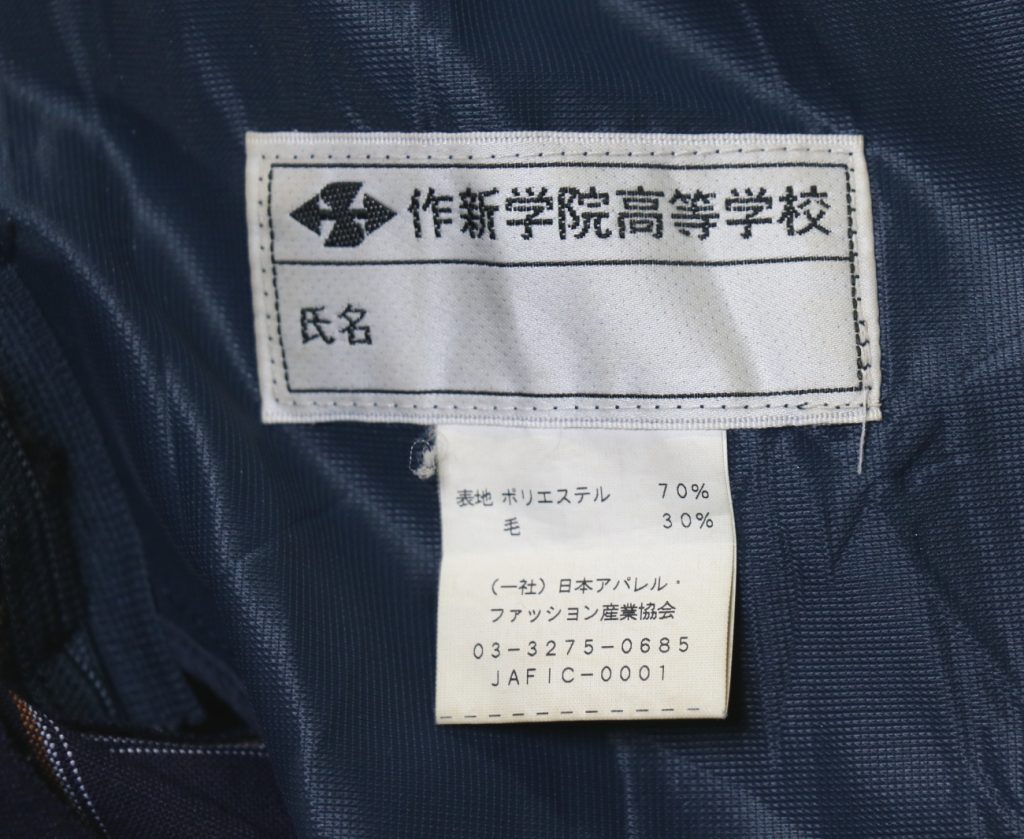 作新学院高等学校
氏名
表地 ポリエステル 70%
毛 30%
(一社)日本アパレル・
ファッション産業協会
03-3275-0685
JAFIC-0001